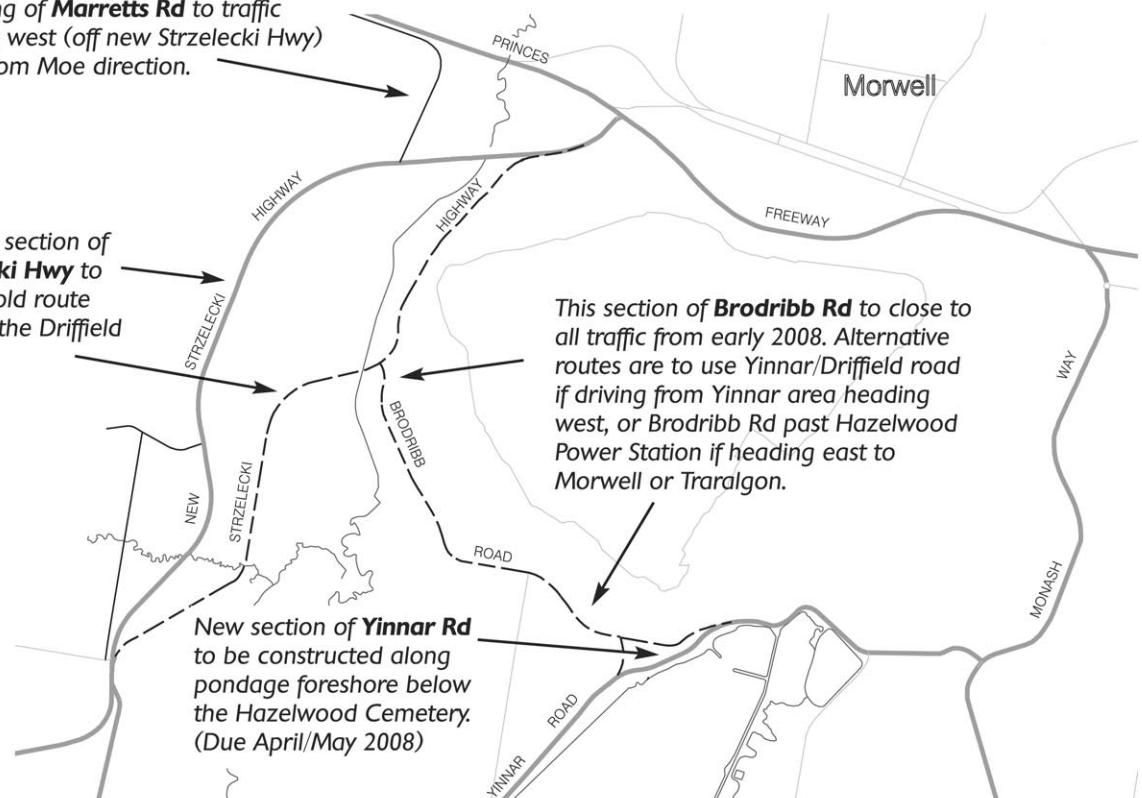 ng of Marretts Rd to traffic
west (off new Strzelecki Hwy)
om Moe direction.
PRINCES
Morwell
HIGHWAY
HIGHWAY
FREEWAY
section of
ki Hwy to
old route
the Driffield
STRZELECKI
This section of Brodribb Rd to close to
all traffic from early 2008. Alternative
routes are to use Yinnar/Driffield road
if driving from Yinnar area heading
west, or Brodribb Rd past Hazelwood
Power Station if heading east to
Morwell or Traralgon.
WAY
BRODRIBB
STRZELECKI
NEW
ROAD
MONASH
New section of Yinnar Rd
to be constructed along
pondage foreshore below
the Hazelwood Cemetery.
(Due April/May 2008)
ROAD
YINNAR